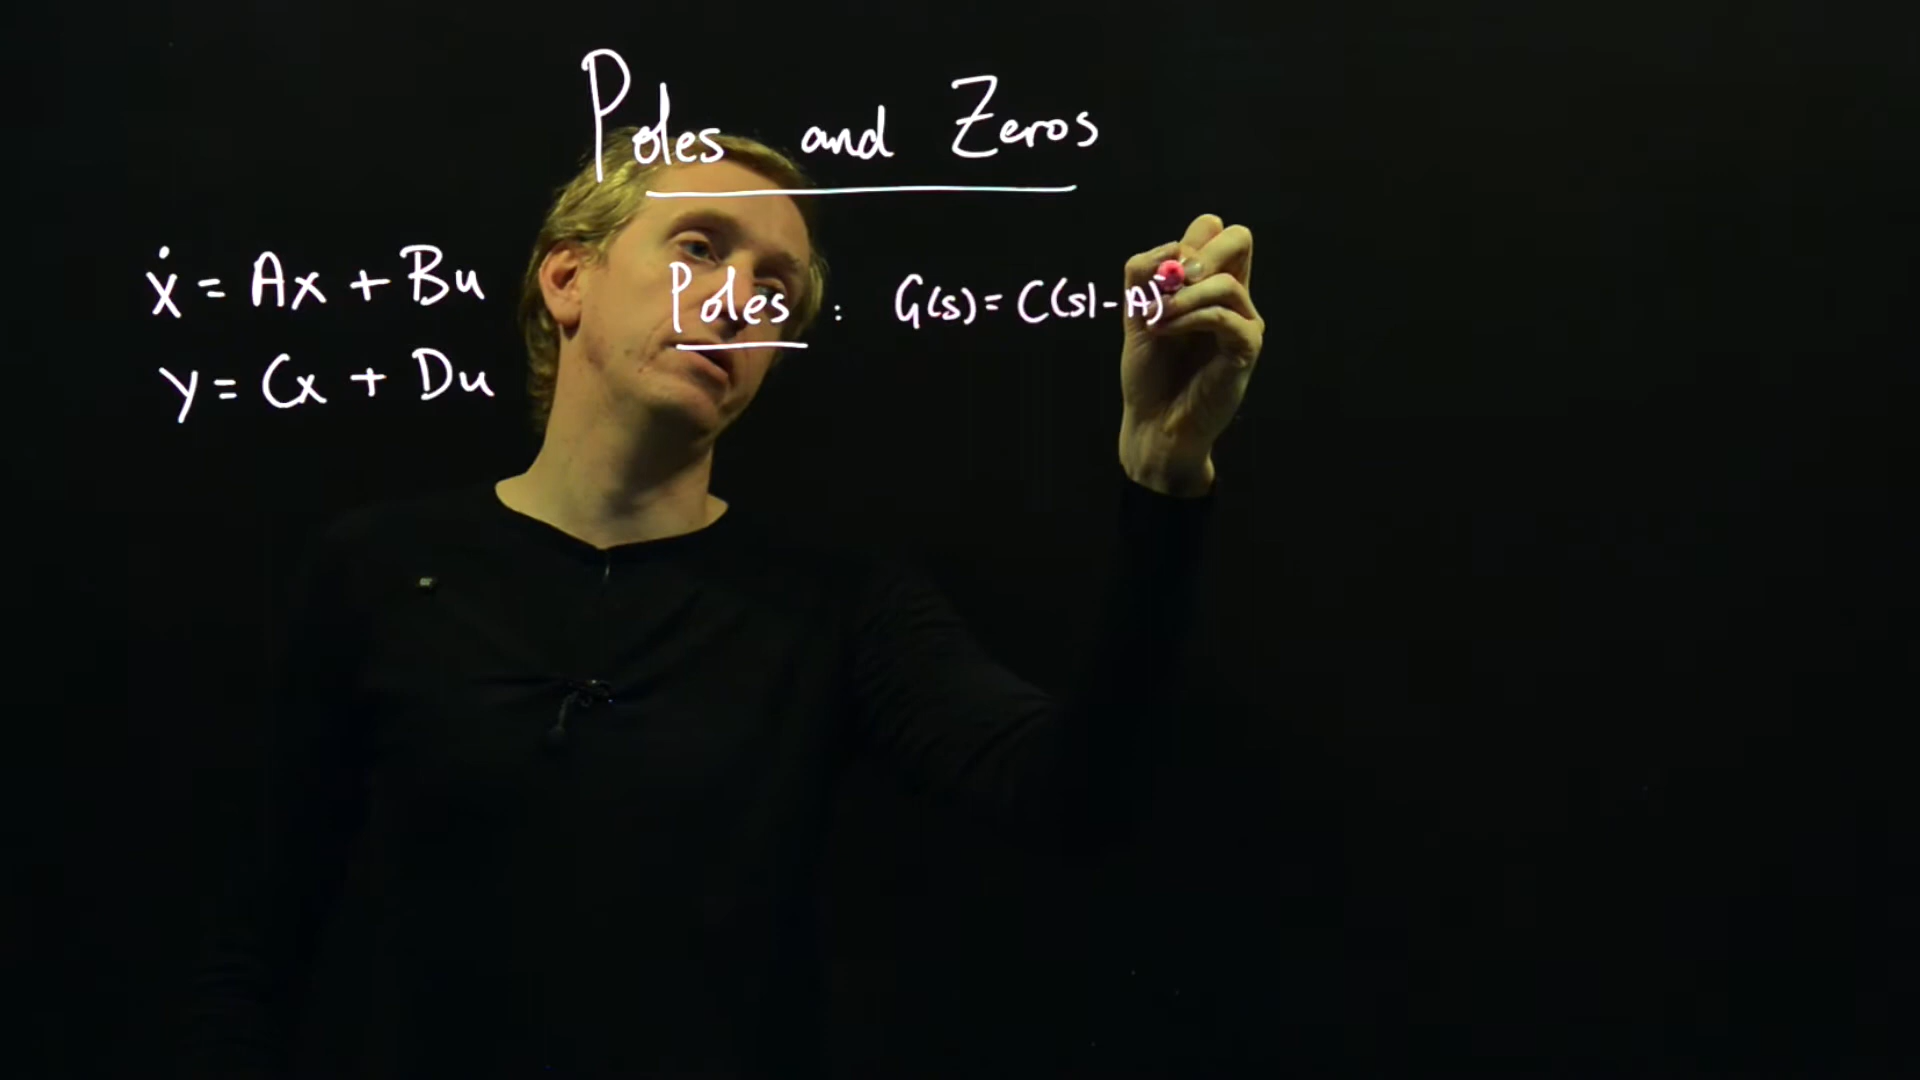 Poles and Zeros
ẋ = Ax + Bu
y = Cx + Du
Poles : G(s) = C(sI - A)⁻